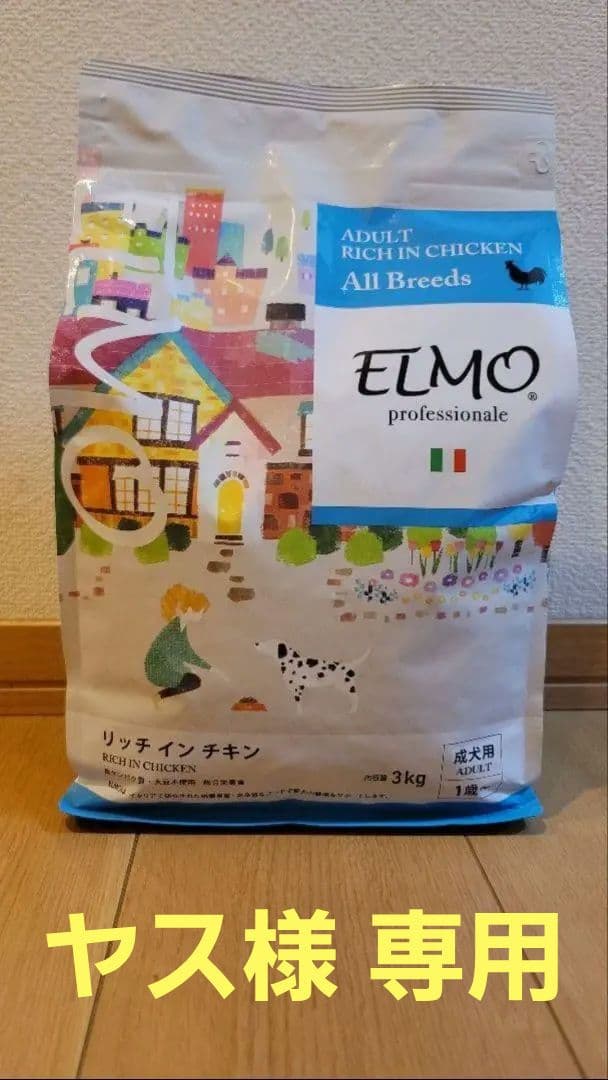 ADULT
RICH IN CHICKEN
All Breeds
ELMO®
professionale
リッチ イン チキン
RICH IN CHICKEN
内容量 3kg
成犬用
ADULT
1歳〜
ヤス様 専用